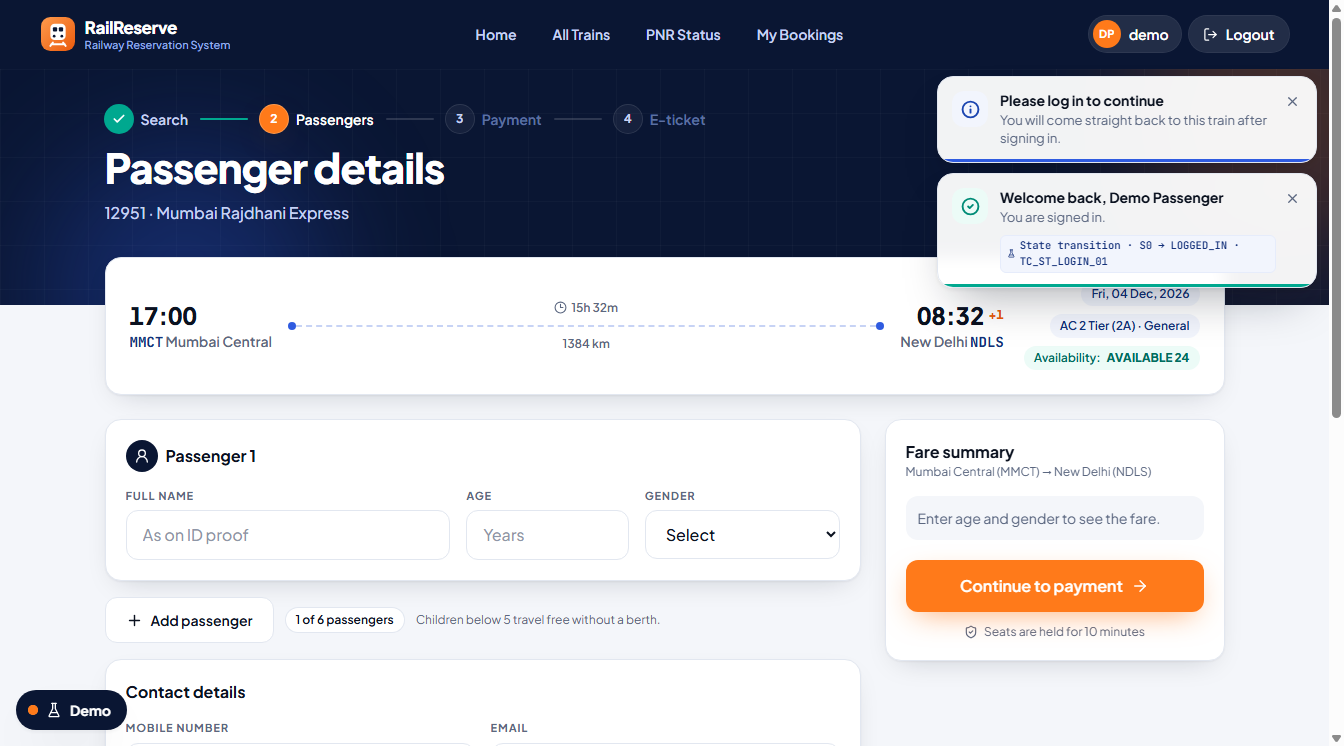 RailReserve
Railway Reservation System
Home
All Trains
PNR Status
My Bookings
DP
demo
Logout
Search
2
Passengers
3
Payment
4
E-ticket
Please log in to continue
You will come straight back to this train after
signing in.
Welcome back, Demo Passenger
You are signed in.
State transition · S0 → LOGGED_IN ·
TC_ST_LOGIN_01
Passenger details
12951 · Mumbai Rajdhani Express
17:00
MMCT Mumbai Central
15h 32m
1384 km
08:32 +1
New Delhi NDLS
Fri, 04 Dec, 2026
AC 2 Tier (2A) · General
Availability: AVAILABLE 24
Passenger 1
FULL NAME
AGE
GENDER
As on ID proof
Years
Select
+ Add passenger
1 of 6 passengers
Children below 5 travel free without a berth.
Fare summary
Mumbai Central (MMCT) → New Delhi (NDLS)
Enter age and gender to see the fare.
Continue to payment →
Seats are held for 10 minutes
Contact details
MOBILE NUMBER
EMAIL
Demo